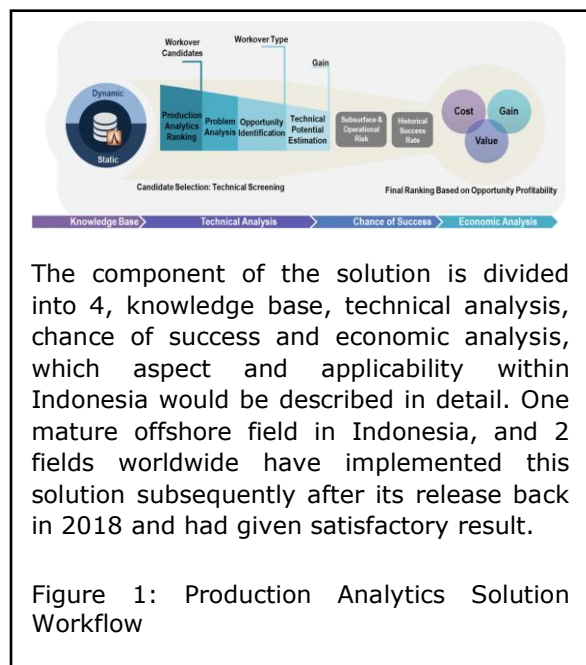 Workover
Candidates
Workover Type
Gain
Dynamic
Static
Production
Analytics
Ranking
Problem
Analysis
Opportunity
Identification
Technical
Potential
Estimation
Subsurface &
Operational
Risk
Historical
Success
Rate
Cost
Gain
Value
Candidate Selection: Technical Screening
Final Ranking Based on Opportunity Profitability
Knowledge Base
Technical Analysis
Chance of Success
Economic Analysis
The component of the solution is divided
into 4, knowledge base, technical analysis,
chance of success and economic analysis,
which aspect and applicability within
Indonesia would be described in detail. One
mature offshore field in Indonesia, and 2
fields worldwide have implemented this
solution subsequently after its release back
in 2018 and had given satisfactory result.
Figure 1: Production Analytics Solution
Workflow